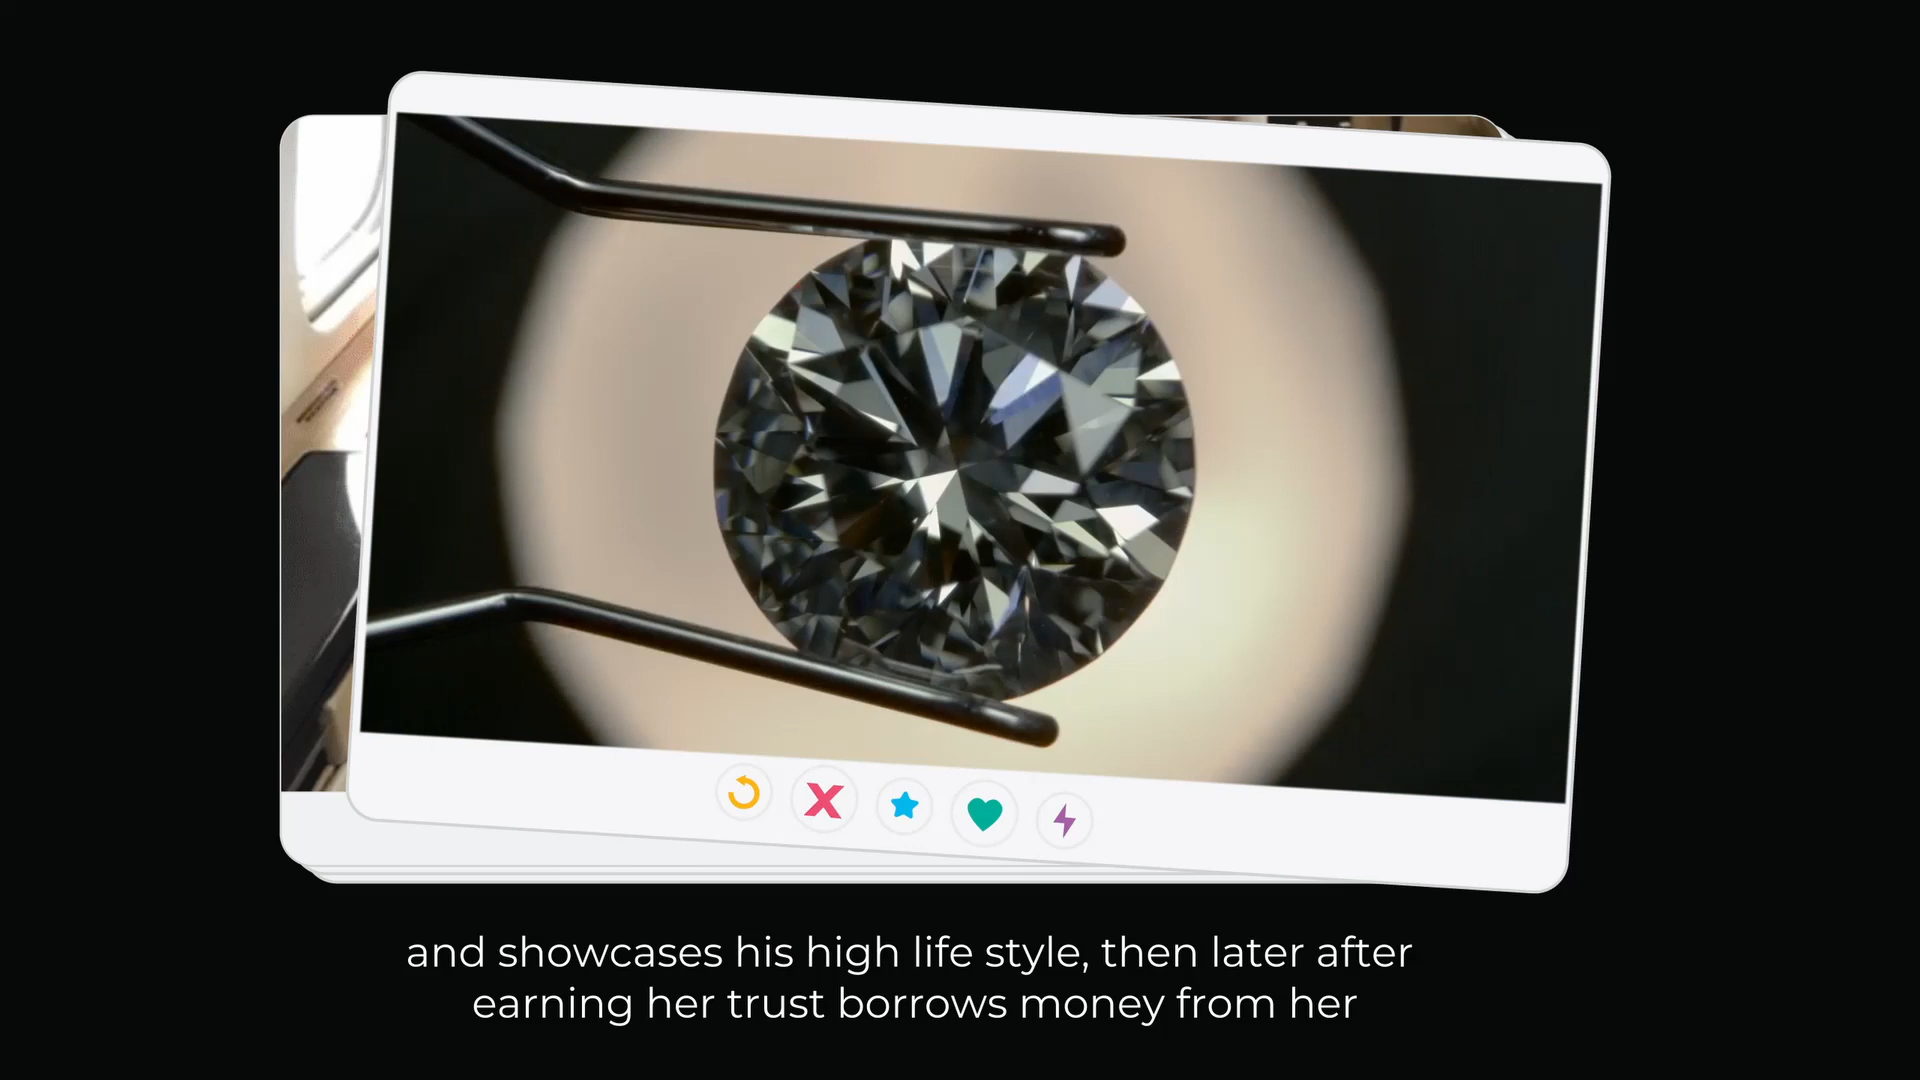 and showcases his high life style, then later after
earning her trust borrows money from her